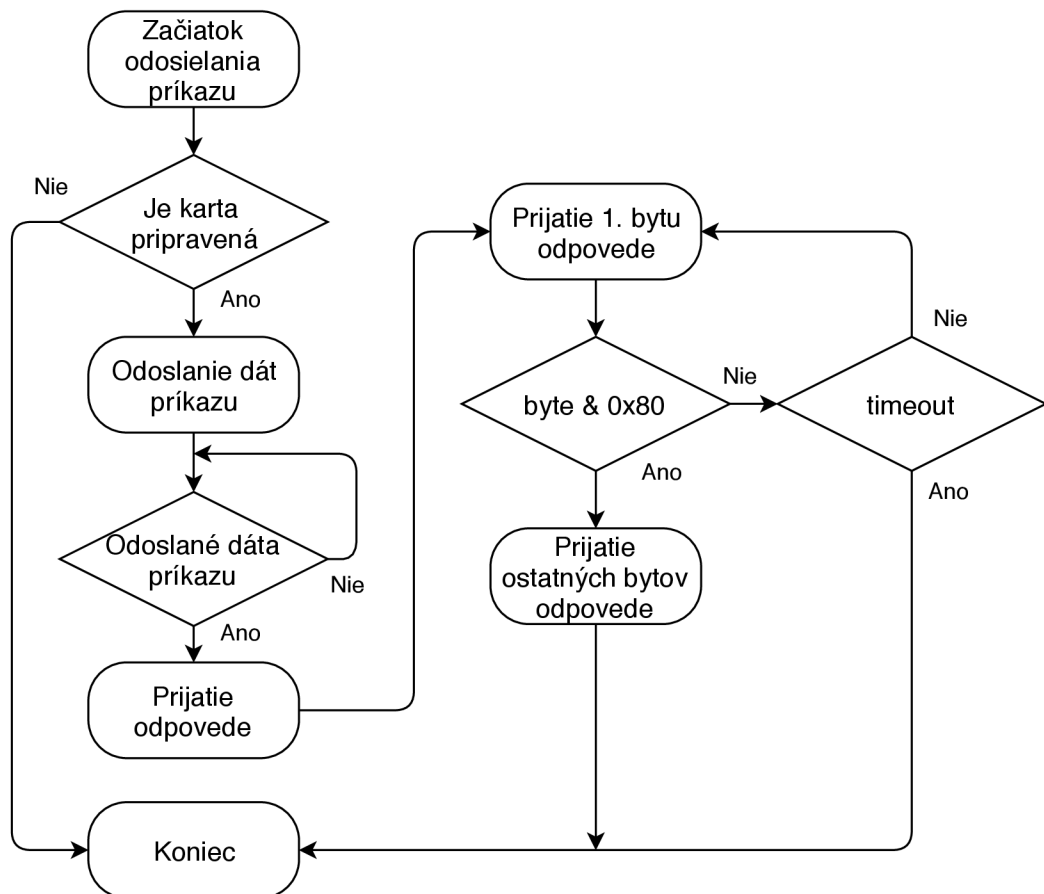 Začiatok
odosielania
príkazu
Nie
Je karta
pripravená
Ano
Odoslanie dát
príkazu
Odoslané dáta
príkazu
Nie
Ano
Prijatie
odpovede
Koniec
Prijatie 1. bytu
odpovede
byte & 0x80
Nie
Ano
Prijatie
ostatných bytov
odpovede
Nie
timeout
Ano